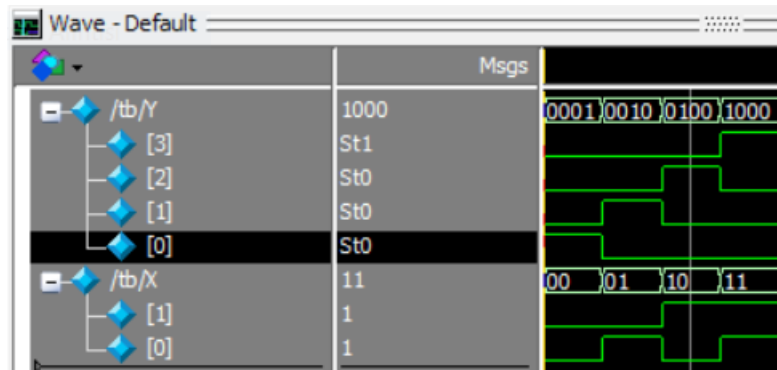 Wave - Default
Msgs
/tb/Y 1000 0001 0010 0100 1000
[3] St1
[2] St0
[1] St0
[0] St0
/tb/X 11 00 01 10 11
[1] 1
[0] 1